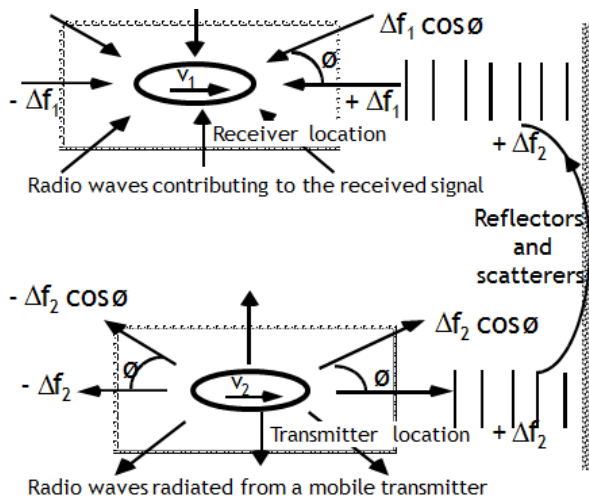 Δf₁ cosø
ø
v₁
- Δf₁
+ Δf₁
Receiver location
+ Δf₂
Radio waves contributing to the received signal
Reflectors
and
scatterers
- Δf₂ cosø
Δf₂ cosø
ø
ø
- Δf₂
v₂
+ Δf₂
Transmitter location
Radio waves radiated from a mobile transmitter